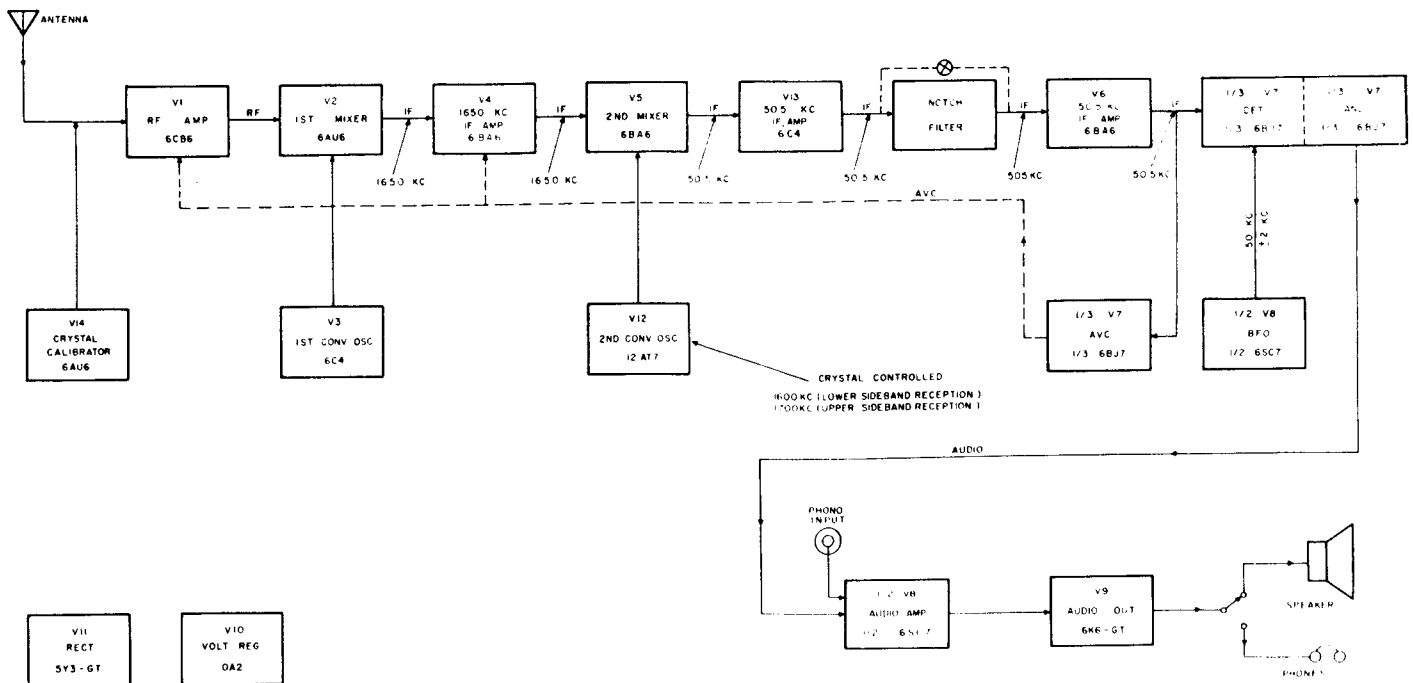 ANTENNA
V1
RF AMP
6CB6
RF
V2
1ST MIXER
6AU6
IF
1650 KC
V4
1650 KC
IF AMP
6BA6
IF
1650 KC
V5
2ND MIXER
6BA6
IF
50.5 KC
V13
50.5 KC
IF AMP
6C4
IF
50.5 KC
NOTCH
FILTER
IF
505 KC
V6
50.5 KC
IF AMP
6BA6
IF
50.5 KC
1/3 V7
DET
1/3 6BJ7
1/3 V7
ANL
1/3 6BJ7
AVC
50 KC
±2 KC
V14
CRYSTAL
CALIBRATOR
6AU6
V3
1ST CONV OSC
6C4
V12
2ND CONV OSC
12AT7
1/3 V7
AVC
1/3 6BJ7
1/2 V8
BFO
1/2 6SC7
CRYSTAL CONTROLLED
1600KC (LOWER SIDEBAND RECEPTION)
1700KC (UPPER SIDEBAND RECEPTION)
AUDIO
PHONO
INPUT
1/2 V8
AUDIO AMP
1/2 6SC7
V9
AUDIO OUT
6K6-GT
SPEAKER
PHONES
V11
RECT
5Y3-GT
V10
VOLT REG
OA2